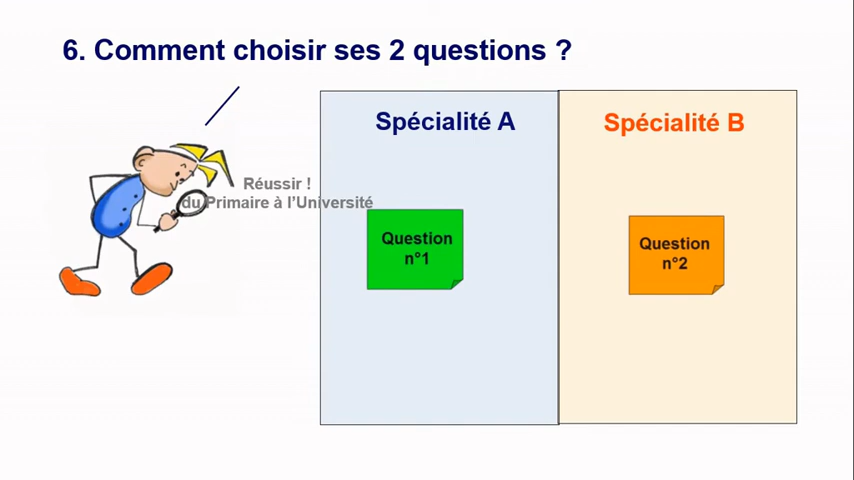 6. Comment choisir ses 2 questions ?
Spécialité A
Spécialité B
Réussir !
du Primaire à l'Université
Question
n°1
Question
n°2